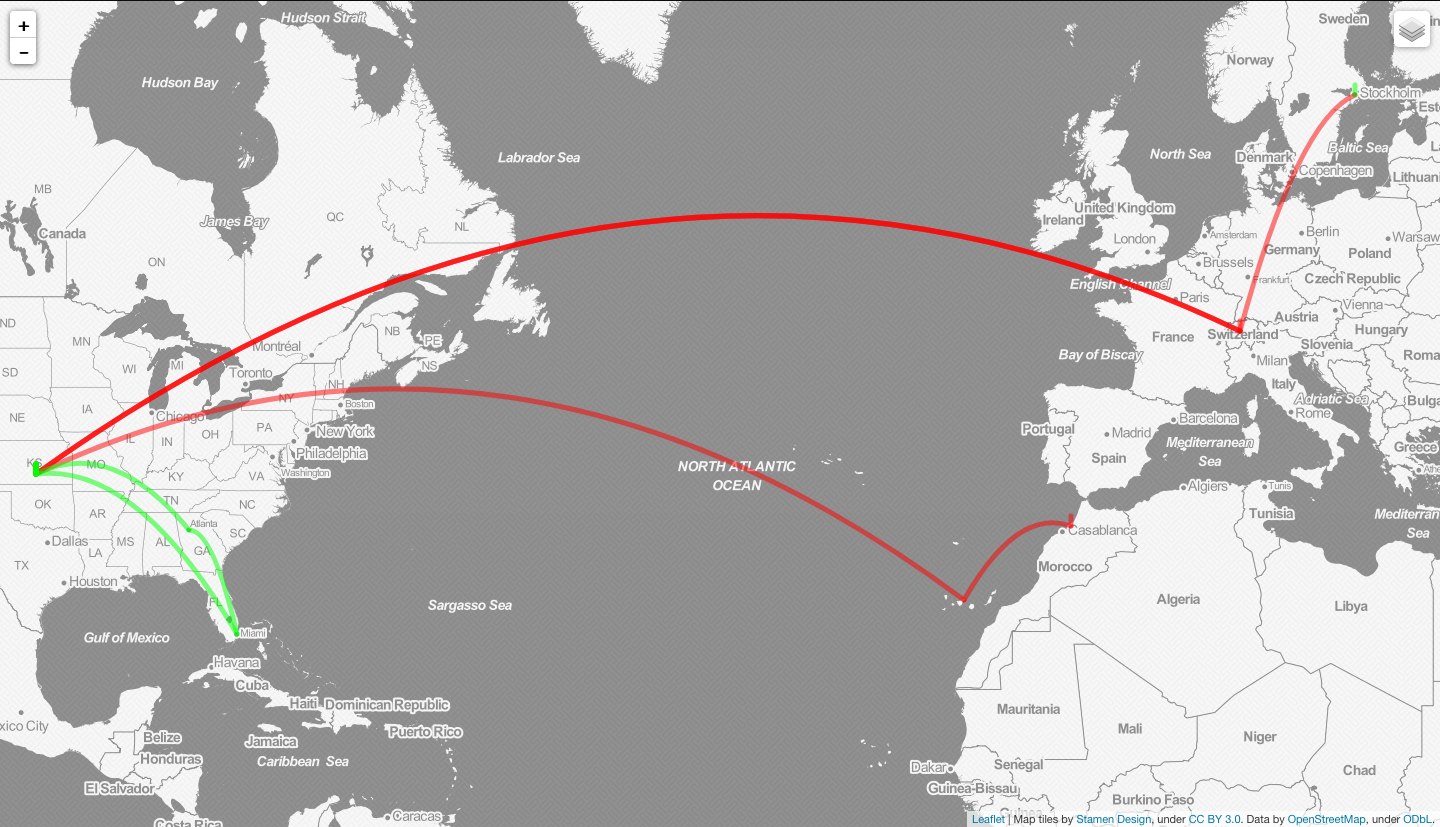 Hudson Strait
Sweden
+
−
Norway
Hudson Bay
Stockholm
Est
Labrador Sea
North Sea
Denmark
Baltic Sea
Copenhagen
Lithuani
MB
James Bay
QC
NL
Canada
United Kingdom
Ireland
London
Amsterdam
Berlin
Warsaw
Germany
Poland
ON
Brussels
Frankfurt
Czech Republic
English Channel
Paris
Vienna
Austria
ND
MN
NB
PE
France
Switzerland
Hungary
Montréal
Slovenia
Bay of Biscay
Milan
Roma
SD
WI
MI
Toronto
NS
Italy
NH
NY
Boston
Adriatic Sea
Bulga
NE
IA
Chicago
Rome
Barcelona
Portugal
Madrid
IL
IN
OH
PA
New York
Mediterranean
Sea
Greece
Philadelphia
Spain
KS
MO
KY
VA
Washington
NORTH ATLANTIC
OCEAN
Algiers
Tunis
OK
TN
NC
AR
Tunisia
Mediterran
Sea
Atlanta
SC
Casablanca
Dallas
LA
MS
AL
GA
TX
Morocco
Houston
FL
Sargasso Sea
Algeria
Libya
Gulf of Mexico
Miami
Havana
Cuba
Haiti
Dominican Republic
Mauritania
xico City
Mali
Puerto Rico
Belize
Jamaica
Niger
Honduras
Caribbean Sea
Dakar
Senegal
Chad
El Salvador
Guinea-Bissau
Burkino Faso
Caracas
Costa Rica
Leaflet | Map tiles by Stamen Design, under CC BY 3.0. Data by OpenStreetMap, under ODbL.